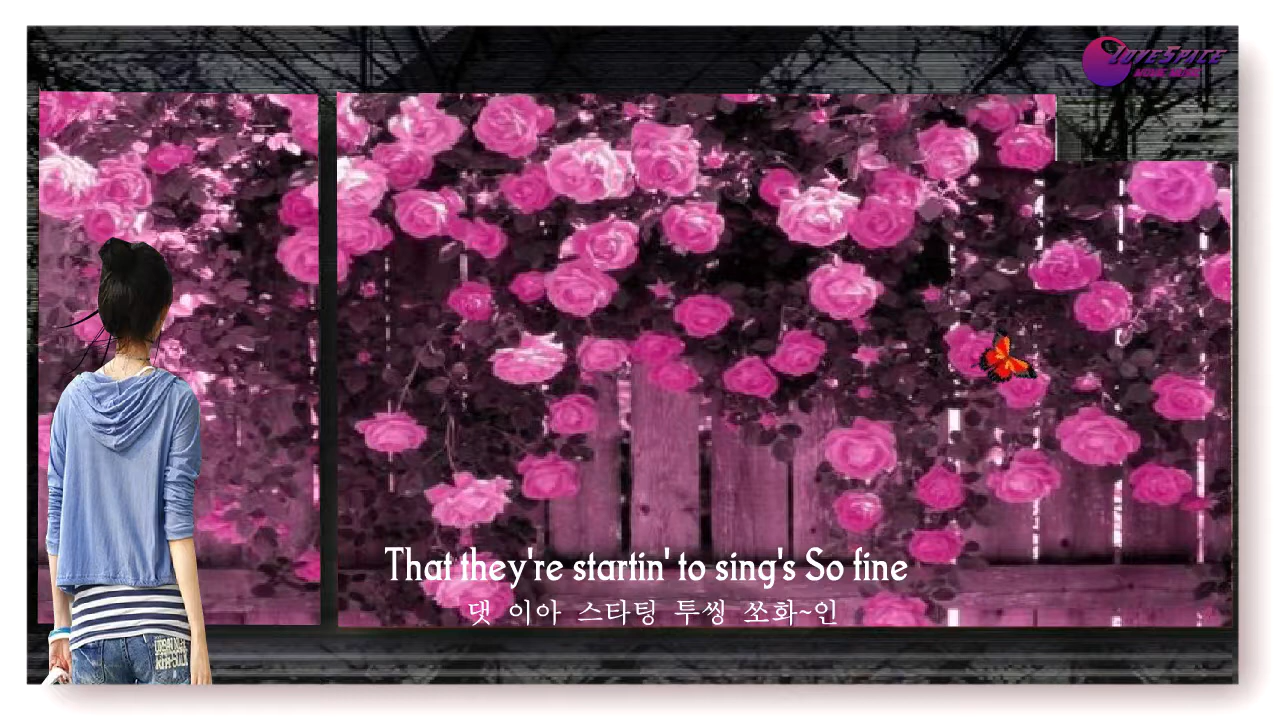 LoveSpice
That they're startin' to sing's So fine
댓 이아 스타팅 투씽 쏘화~인